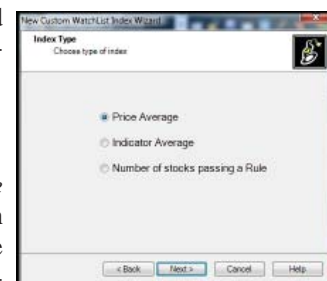 New Custom WatchList Index Wizard
Index Type
Choose type of index
Price Average
Indicator Average
Number of stocks passing a Rule
< Back Next > Cancel Help